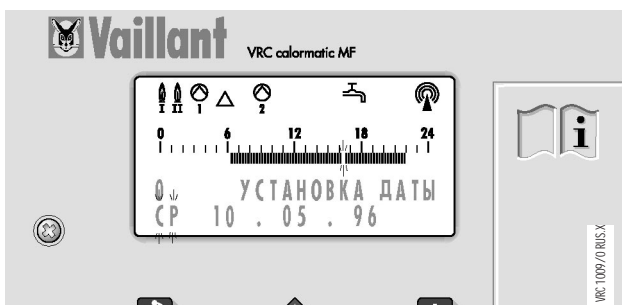 Vaillant
VRC calormatic MF
I II 1 2
0 6 12 18 24
0 УСТАНОВКА ДАТЫ
СР 10 . 05 . 96
i
VRC 1009/0 RUS.X